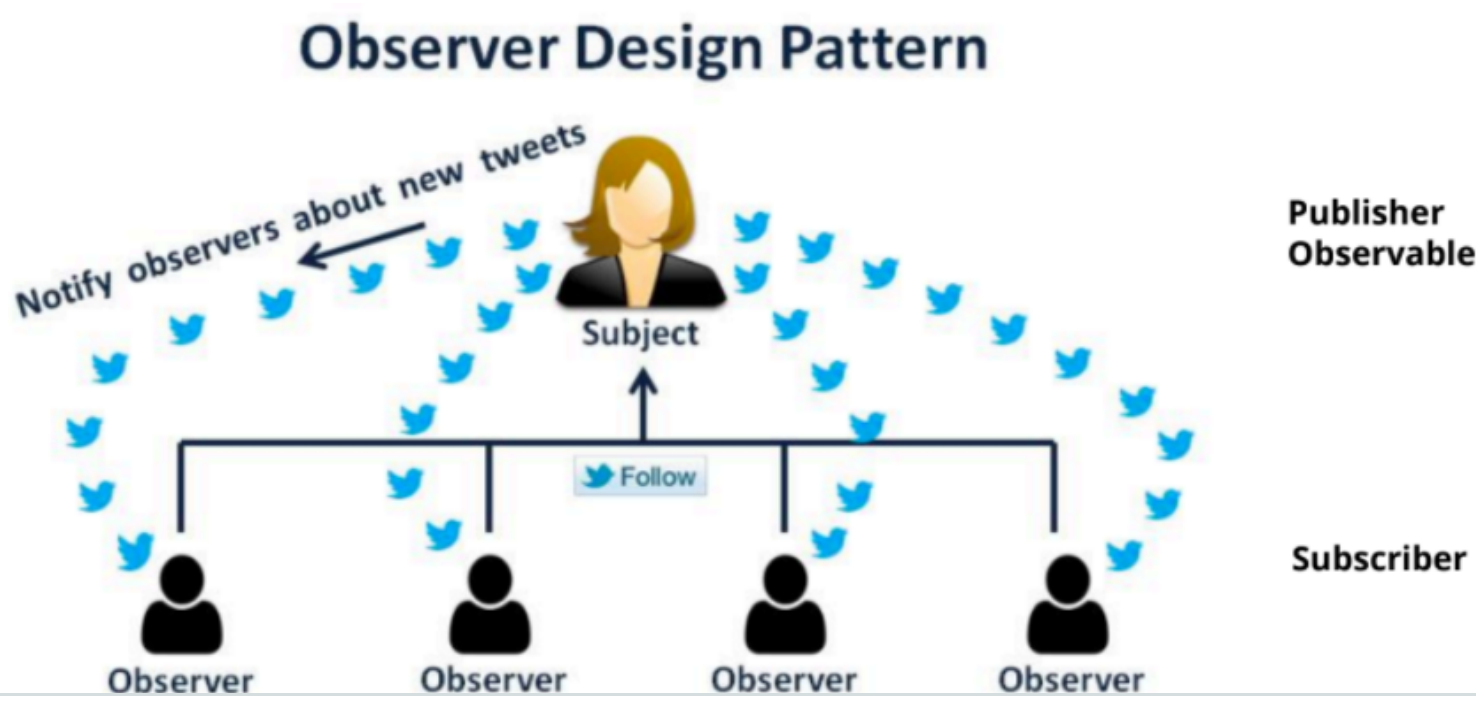 Observer Design Pattern
Notify observers about new tweets
Publisher
Observable
Subject
Follow
Subscriber
Observer
Observer
Observer
Observer